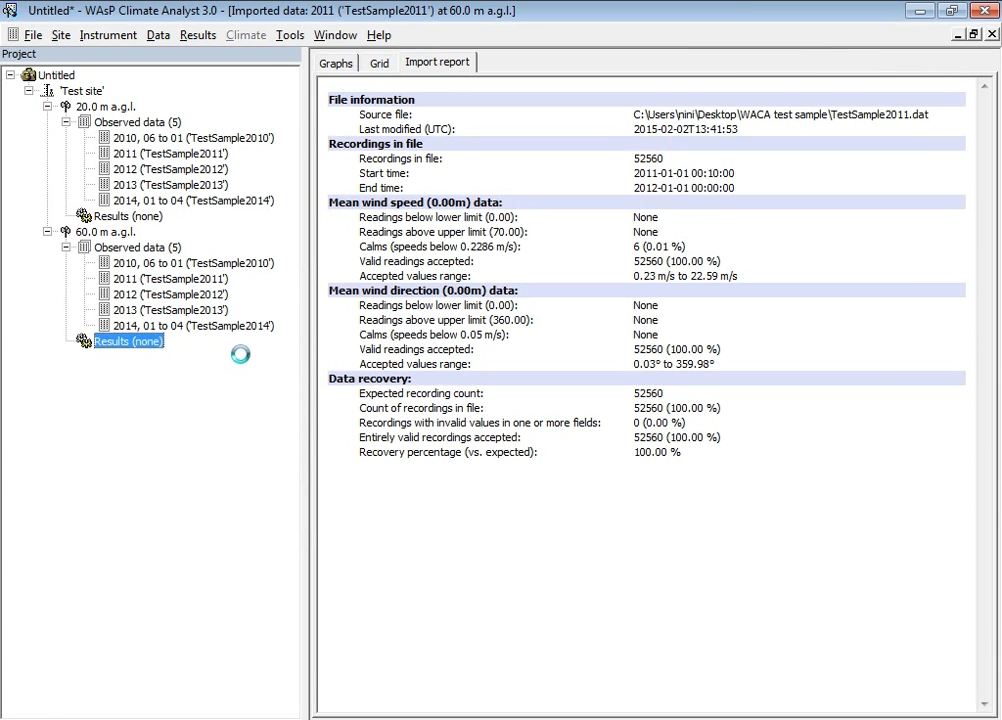 Untitled* - WAsP Climate Analyst 3.0 - [Imported data: 2011 ('TestSample2011') at 60.0 m a.g.l.]
File Site Instrument Data Results Climate Tools Window Help
Project
Untitled
'Test site'
20.0 m a.g.l.
Observed data (5)
2010, 06 to 01 ('TestSample2010')
2011 ('TestSample2011')
2012 ('TestSample2012')
2013 ('TestSample2013')
2014, 01 to 04 ('TestSample2014')
Results (none)
60.0 m a.g.l.
Observed data (5)
2010, 06 to 01 ('TestSample2010')
2011 ('TestSample2011')
2012 ('TestSample2012')
2013 ('TestSample2013')
2014, 01 to 04 ('TestSample2014')
Results (none)
Graphs Grid Import report
File information
Source file: C:\Users\nini\Desktop\WACA test sample\TestSample2011.dat
Last modified (UTC): 2015-02-02T13:41:53
Recordings in file
Recordings in file: 52560
Start time: 2011-01-01 00:10:00
End time: 2012-01-01 00:00:00
Mean wind speed (0.00m) data:
Readings below lower limit (0.00): None
Readings above upper limit (70.00): None
Calms (speeds below 0.2286 m/s): 6 (0.01 %)
Valid readings accepted: 52560 (100.00 %)
Accepted values range: 0.23 m/s to 22.59 m/s
Mean wind direction (0.00m) data:
Readings below lower limit (0.00): None
Readings above upper limit (360.00): None
Calms (speeds below 0.05 m/s): None
Valid readings accepted: 52560 (100.00 %)
Accepted values range: 0.03° to 359.98°
Data recovery:
Expected recording count: 52560
Count of recordings in file: 52560 (100.00 %)
Recordings with invalid values in one or more fields: 0 (0.00 %)
Entirely valid recordings accepted: 52560 (100.00 %)
Recovery percentage (vs. expected): 100.00 %